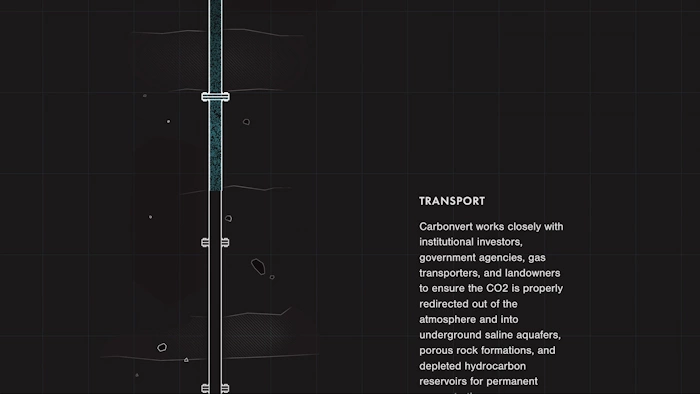 TRANSPORT
Carbonvert works closely with
institutional investors,
government agencies, gas
transporters, and landowners
to ensure the CO2 is properly
redirected out of the
atmosphere and into
underground saline aquafers,
porous rock formations, and
depleted hydrocarbon
reservoirs for permanent